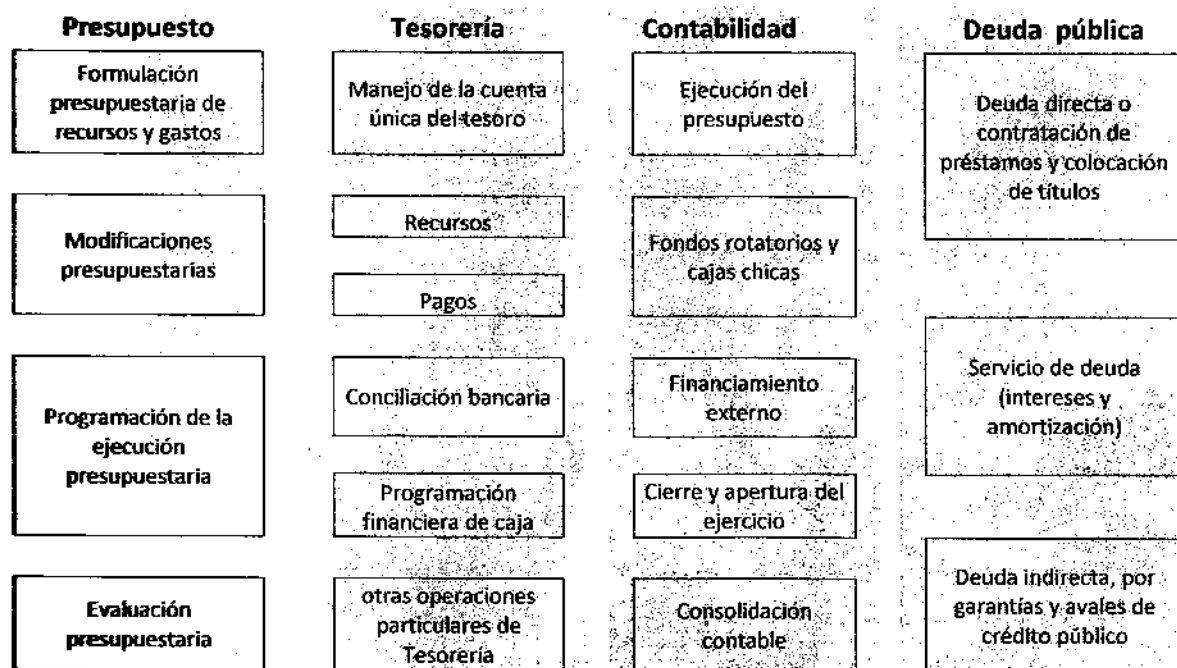 Presupuesto
Formulación
presupuestaria de
recursos y gastos
Modificaciones
presupuestarias
Programación de la
ejecución
presupuestaria
Evaluación
presupuestaria
Tesorería
Manejo de la cuenta
única del tesoro
Recursos
Pagos
Conciliación bancaria
Programación
financiera de caja
otras operaciones
particulares de
Tesorería
Contabilidad
Ejecución del
presupuesto
Fondos rotatorios y
cajas chicas
Financiamiento
externo
Cierre y apertura del
ejercicio
Consolidación
contable
Deuda pública
Deuda directa o
contratación de
préstamos y colocación
de títulos
Servicio de deuda
(intereses y
amortización)
Deuda indirecta, por
garantías y avales de
crédito público